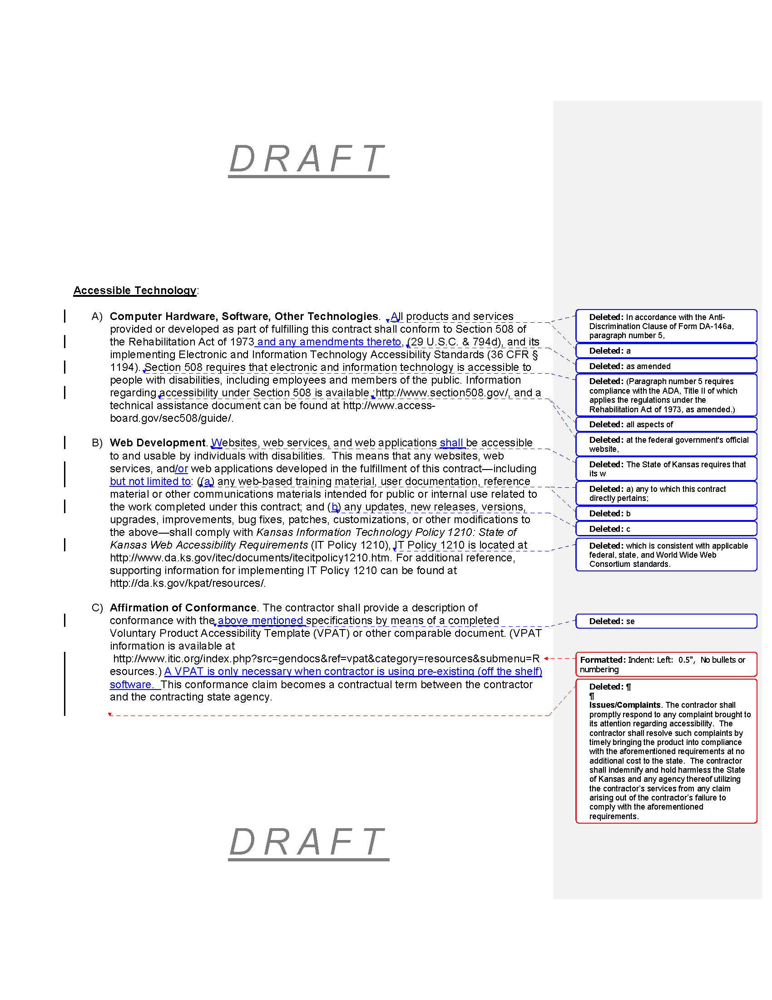 DRAFT
Accessible Technology:
A) Computer Hardware, Software, Other Technologies. All products and services
provided or developed as part of fulfilling this contract shall conform to Section 508 of
the Rehabilitation Act of 1973 and any amendments thereto, (29 U.S.C. & 794d), and its
implementing Electronic and Information Technology Accessibility Standards (36 CFR §
1194). Section 508 requires that electronic and information technology is accessible to
people with disabilities, including employees and members of the public. Information
regarding accessibility under Section 508 is available :http://www.section508.gov/, and a
technical assistance document can be found at http://www.access-
board.gov/sec508/guide/.
B) Web Development. Websites, web services, and web applications shall be accessible
to and usable by individuals with disabilities.  This means that any websites, web
services, and/or web applications developed in the fulfillment of this contract—including
but not limited to: ((a) any web-based training material, user documentation, reference
material or other communications materials intended for public or internal use related to
the work completed under this contract; and (b) any updates, new releases, versions,
upgrades, improvements, bug fixes, patches, customizations, or other modifications to
the above—shall comply with Kansas Information Technology Policy 1210: State of
Kansas Web Accessibility Requirements (IT Policy 1210), IT Policy 1210 is located at
http://www.da.ks.gov/itec/documents/itecitpolicy1210.htm. For additional reference,
supporting information for implementing IT Policy 1210 can be found at
http://da.ks.gov/kpat/resources/.
C) Affirmation of Conformance. The contractor shall provide a description of
conformance with the above mentioned specifications by means of a completed
Voluntary Product Accessibility Template (VPAT) or other comparable document. (VPAT
information is available at
http://www.itic.org/index.php?src=gendocs&ref=vpat&category=resources&submenu=R
esources.) A VPAT is only necessary when contractor is using pre-existing (off the shelf)
software.  This conformance claim becomes a contractual term between the contractor
and the contracting state agency.
Deleted: In accordance with the Anti-
Discrimination Clause of Form DA-146a,
paragraph number 5,
Deleted: a
Deleted: as amended
Deleted: (Paragraph number 5 requires
compliance with the ADA, Title II of which
applies the regulations under the
Rehabilitation Act of 1973, as amended.)
Deleted: all aspects of
Deleted: at the federal government's official
website,
Deleted: The State of Kansas requires that
its w
Deleted: a) any to which this contract
directly pertains;
Deleted: b
Deleted: c
Deleted: which is consistent with applicable
federal, state, and World Wide Web
Consortium standards.
Deleted: se
Formatted: Indent: Left:  0.5",  No bullets or
numbering
Deleted: ¶
¶
Issues/Complaints. The contractor shall
promptly respond to any complaint brought to
its attention regarding accessibility.  The
contractor shall resolve such complaints by
timely bringing the product into compliance
with the aforementioned requirements at no
additional cost to the state.  The contractor
shall indemnify and hold harmless the State
of Kansas and any agency thereof utilizing
the contractor's services from any claim
arising out of the contractor's failure to
comply with the aforementioned
requirements.
DRAFT